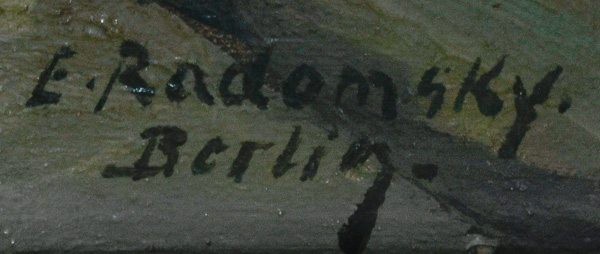 E. Radomsky.
Berlin.